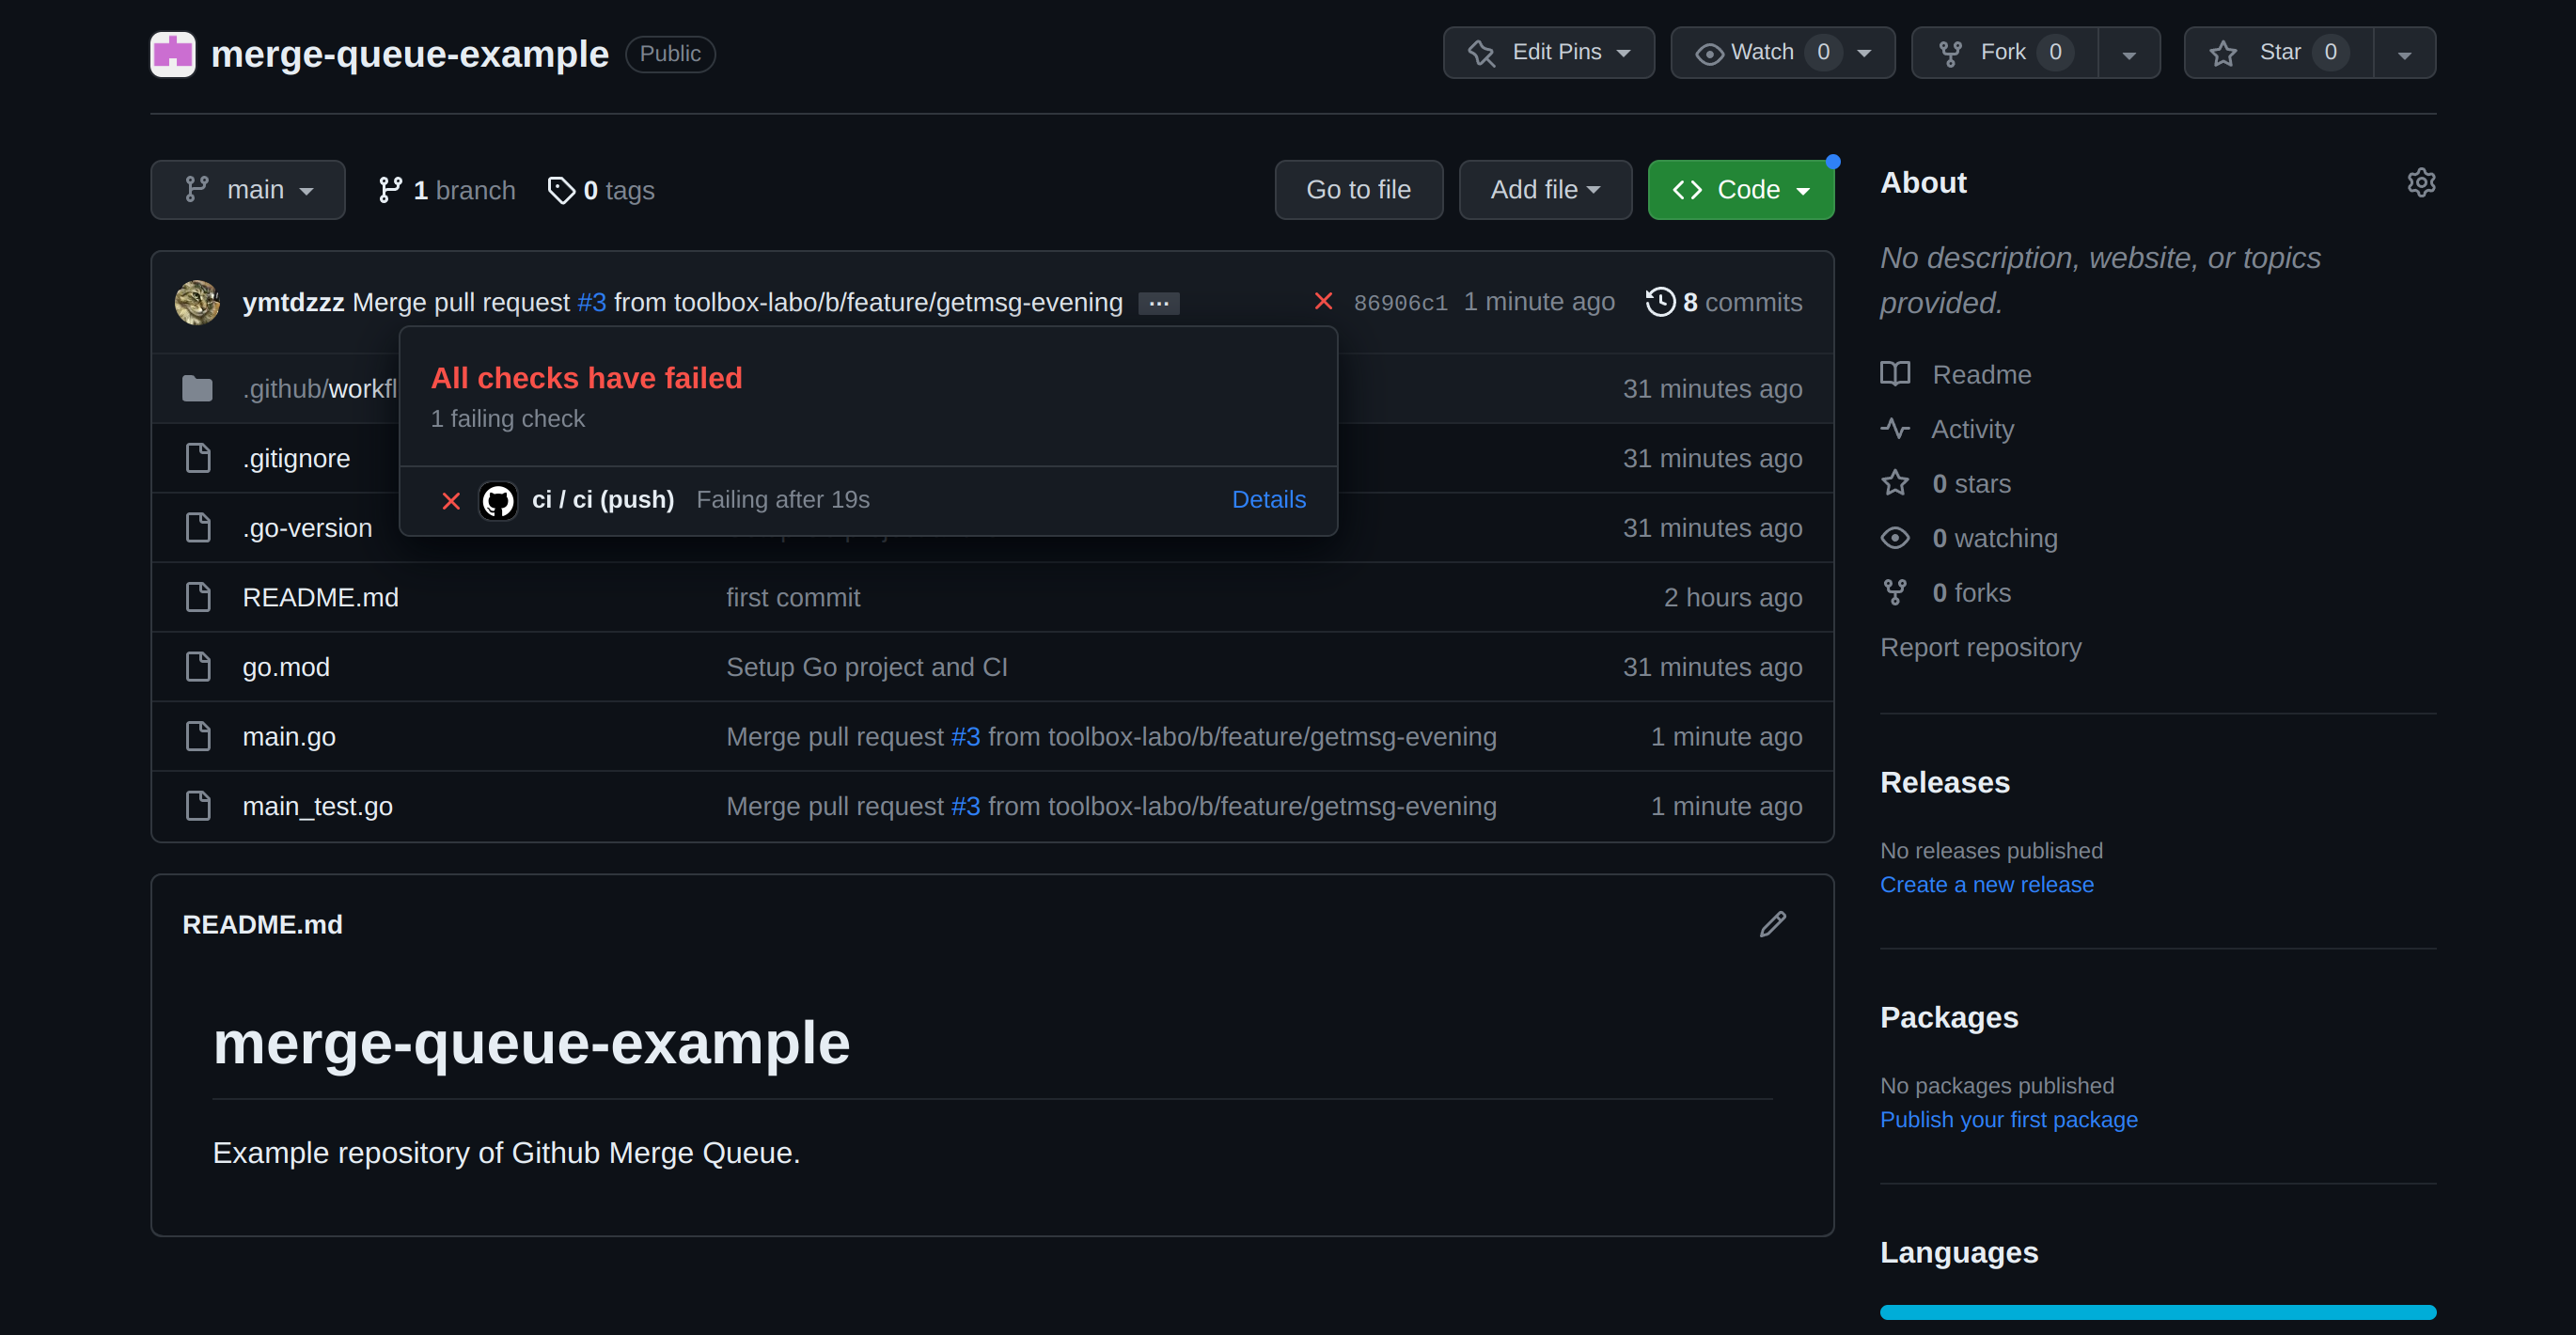 merge-queue-example Public Edit Pins Watch 0 Fork 0 Star 0
main 1 branch 0 tags Go to file Add file Code
ymtdzzz Merge pull request #3 from toolbox-labo/b/feature/getmsg-evening ... 86906c1 1 minute ago 8 commits
All checks have failed
1 failing check
ci / ci (push) Failing after 19s Details
.github/workfl 31 minutes ago
.gitignore 31 minutes ago
.go-version 31 minutes ago
README.md first commit 2 hours ago
go.mod Setup Go project and CI 31 minutes ago
main.go Merge pull request #3 from toolbox-labo/b/feature/getmsg-evening 1 minute ago
main_test.go Merge pull request #3 from toolbox-labo/b/feature/getmsg-evening 1 minute ago
README.md
merge-queue-example
Example repository of Github Merge Queue.
About
No description, website, or topics
provided.
Readme
Activity
0 stars
0 watching
0 forks
Report repository
Releases
No releases published
Create a new release
Packages
No packages published
Publish your first package
Languages